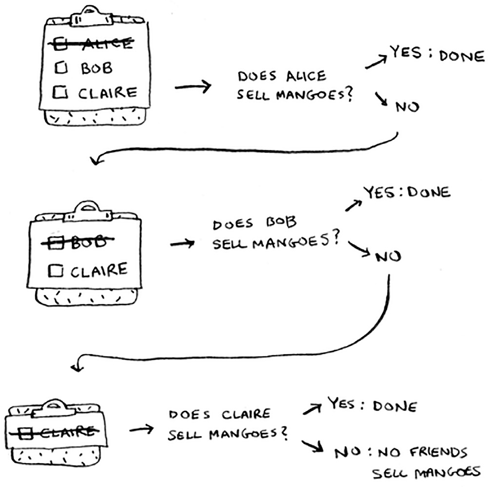 ALICE
BOB
CLAIRE
DOES ALICE
SELL MANGOES?
YES: DONE
NO
BOB
CLAIRE
DOES BOB
SELL MANGOES?
YES: DONE
NO
CLAIRE
DOES CLAIRE
SELL MANGOES?
YES: DONE
NO: NO FRIENDS
SELL MANGOES